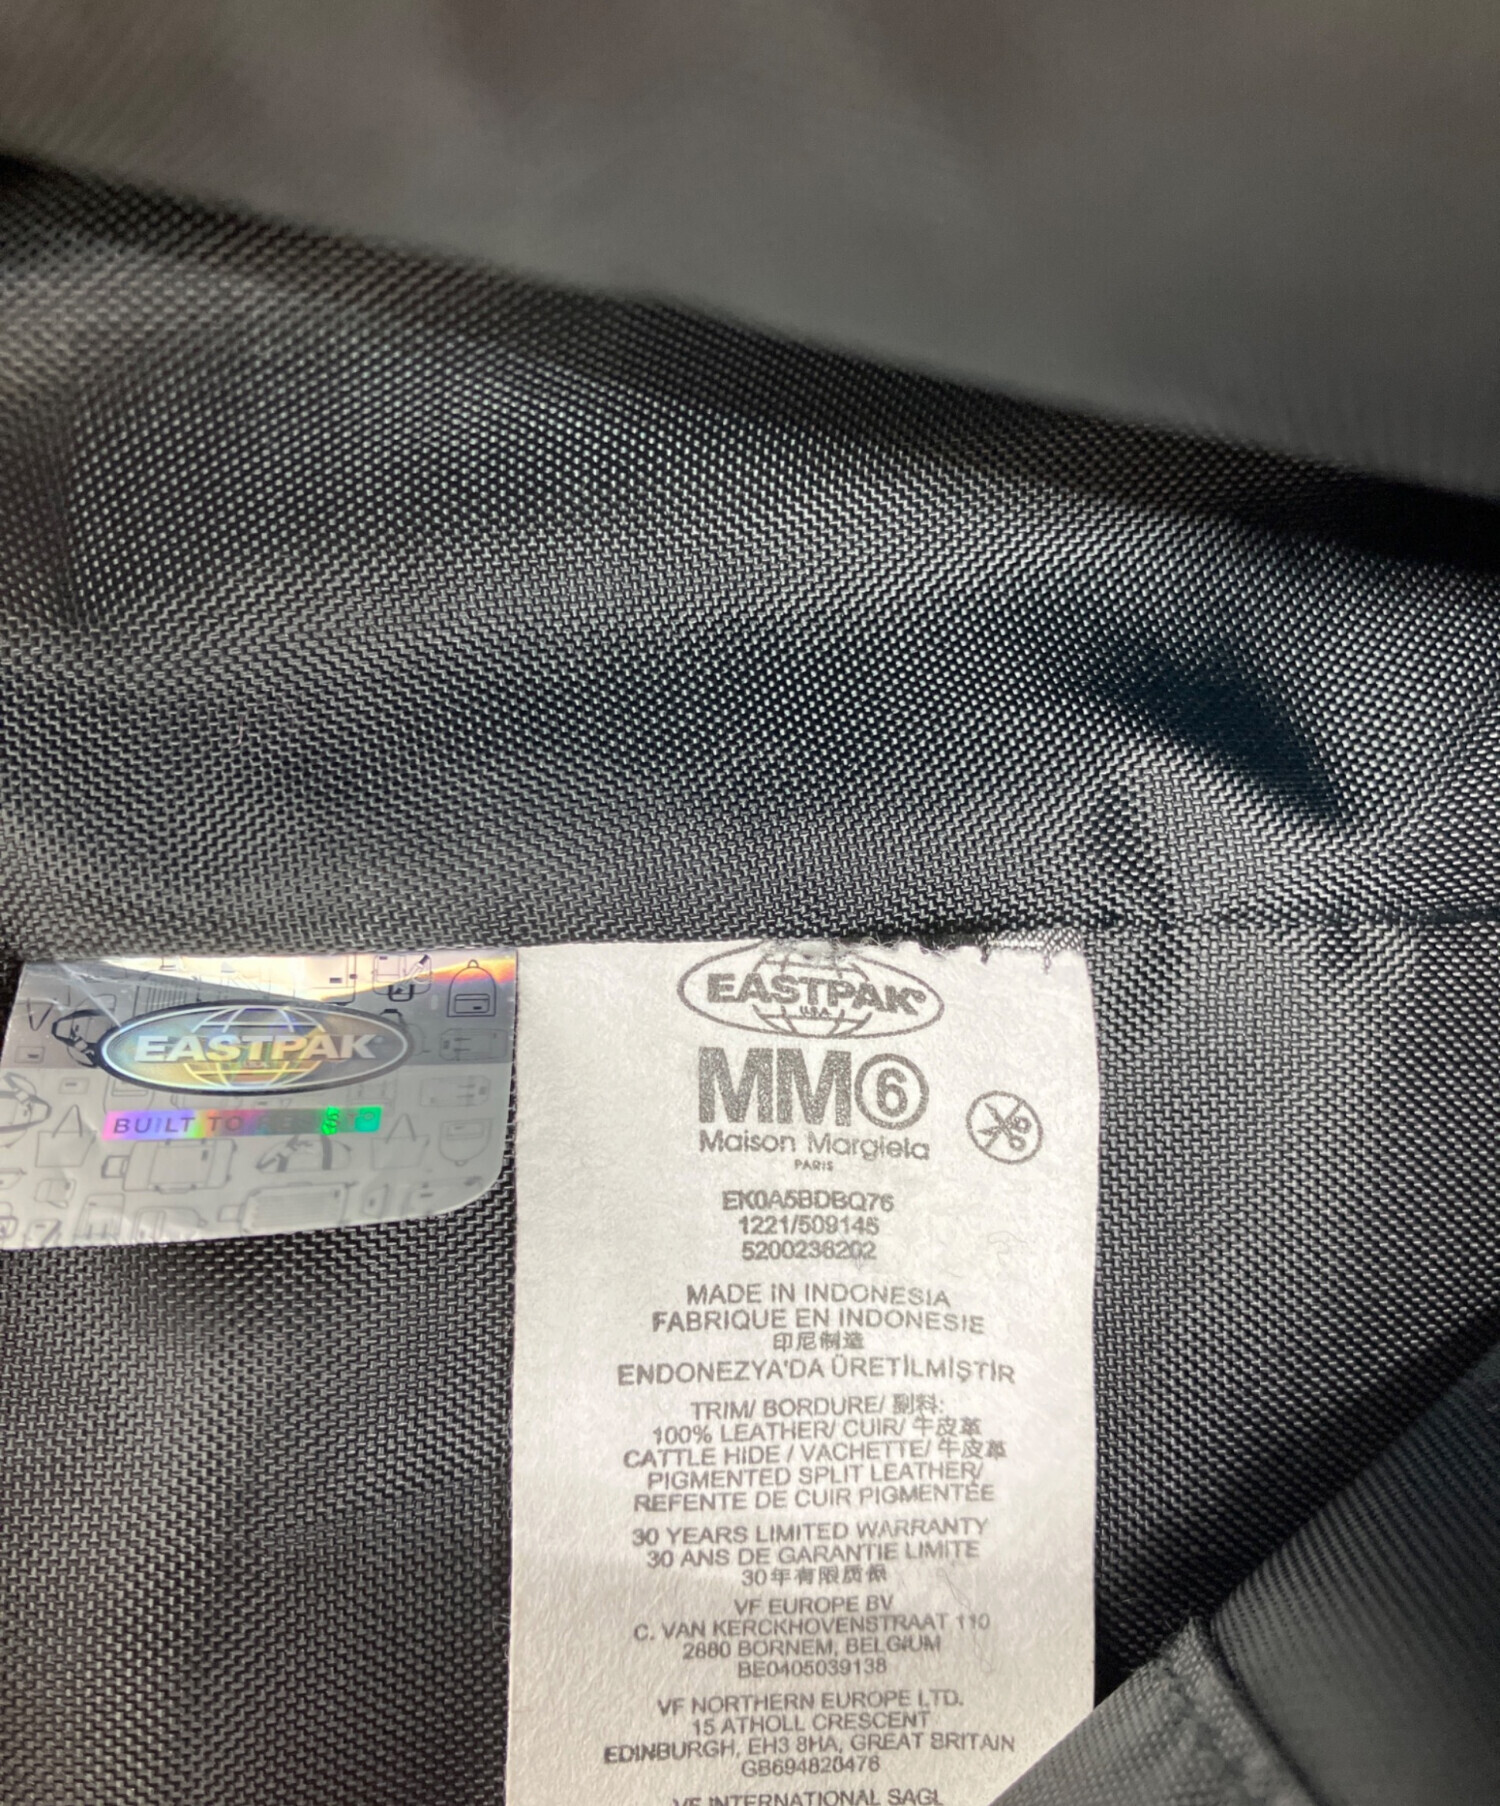 EASTPAK
U.S.A.
BUILT TO RESIST
EASTPAK®
U.S.A.
MM⑥
Maison Margiela
PARIS
EK0A5BDBQ76
1221/509145
5200236202
MADE IN INDONESIA
FABRIQUE EN INDONESIE
印尼制造
ENDONEZYA'DA ÜRETİLMİŞTİR
TRIM/ BORDURE/ 副料:
100% LEATHER/ CUIR/ 牛皮革
CATTLE HIDE / VACHETTE/ 牛皮革
PIGMENTED SPLIT LEATHER/
REFENTE DE CUIR PIGMENTÉE
30 YEARS LIMITED WARRANTY
30 ANS DE GARANTIE LIMITE
30年有限质保
VF EUROPE BV
C. VAN KERCKHOVENSTRAAT 110
2880 BORNEM, BELGIUM
BE0405039138
VF NORTHERN EUROPE LTD.
15 ATHOLL CRESCENT
EDINBURGH, EH3 8HA, GREAT BRITAIN
GB694820476
VF INTERNATIONAL SAGL